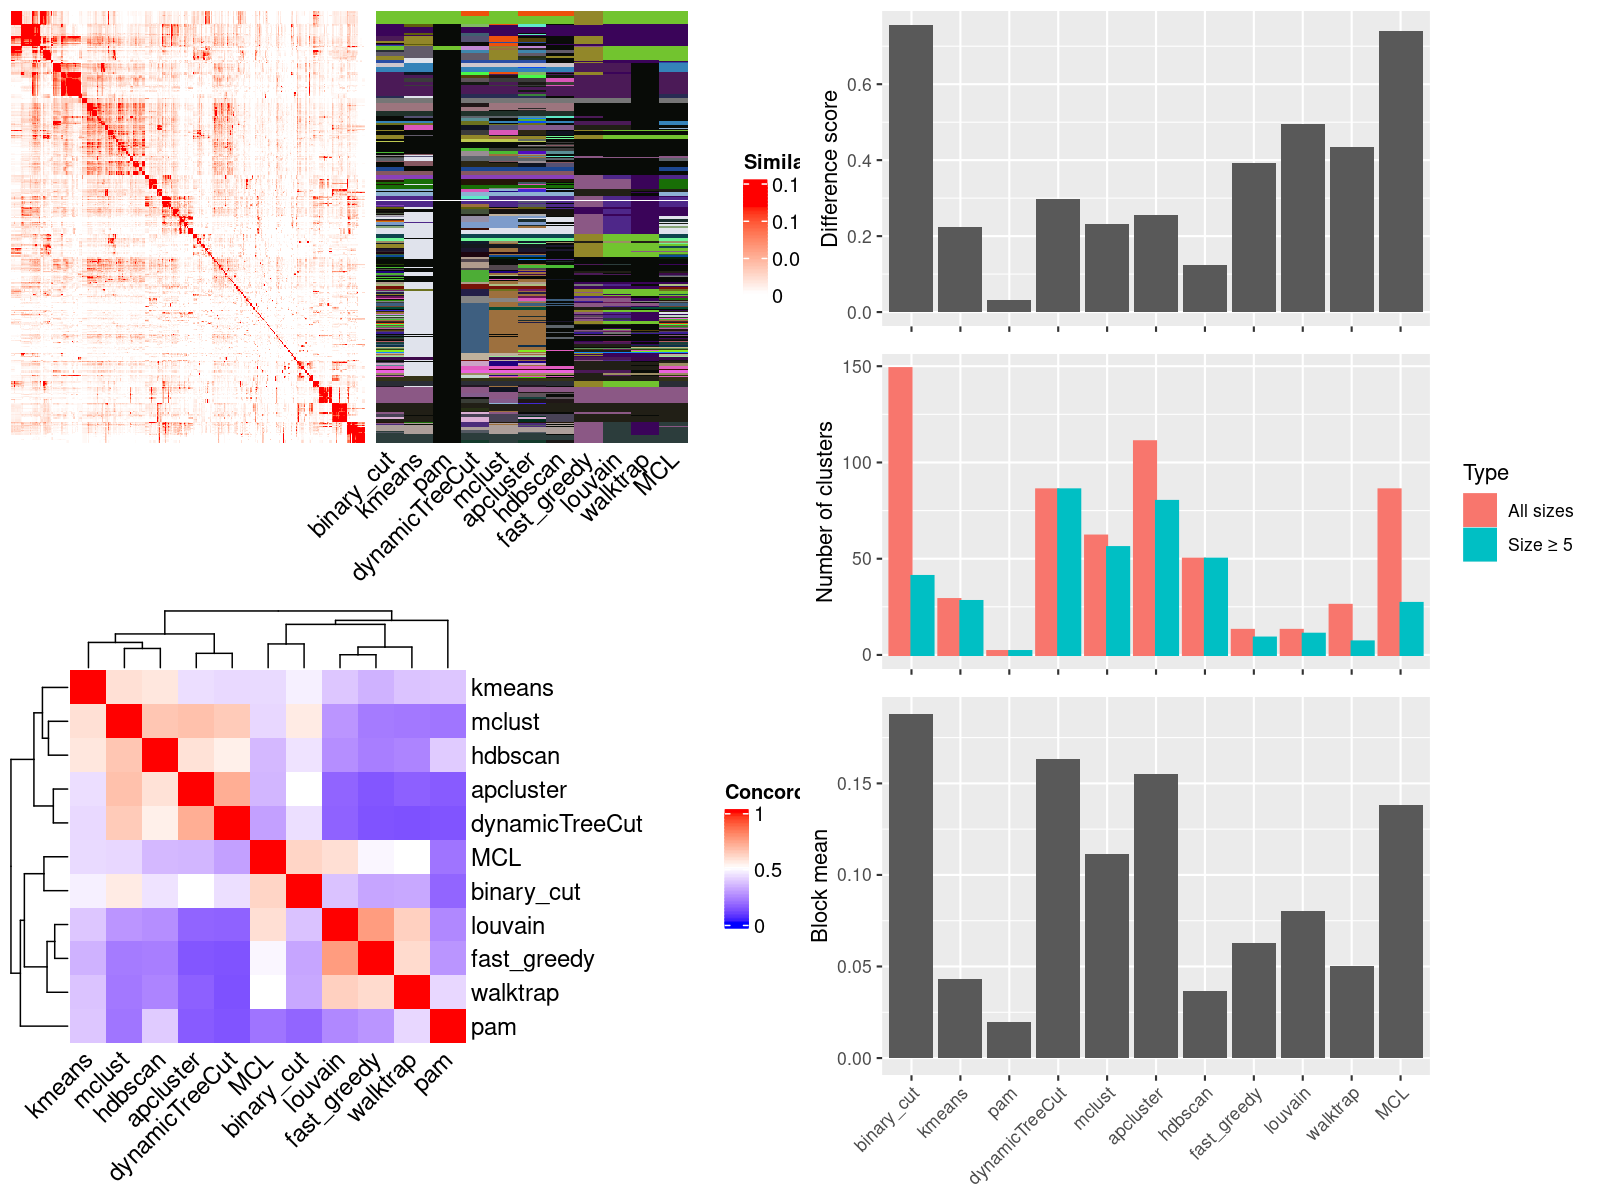 Simila
0.1
0.1
0.0
0
binary_cut
kmeans
pam
dynamicTreeCut
mclust
apcluster
hdbscan
fast_greedy
louvain
walktrap
MCL
kmeans
mclust
hdbscan
apcluster
dynamicTreeCut
MCL
binary_cut
louvain
fast_greedy
walktrap
pam
kmeans
mclust
hdbscan
apcluster
dynamicTreeCut
MCL
binary_cut
louvain
fast_greedy
walktrap
pam
Concord
1
0.5
0
Difference score
0.6
0.4
0.2
0.0
Number of clusters
150
100
50
0
Type
All sizes
Size ≥ 5
Block mean
0.15
0.10
0.05
0.00
binary_cut
kmeans
pam
dynamicTreeCut
mclust
apcluster
hdbscan
fast_greedy
louvain
walktrap
MCL